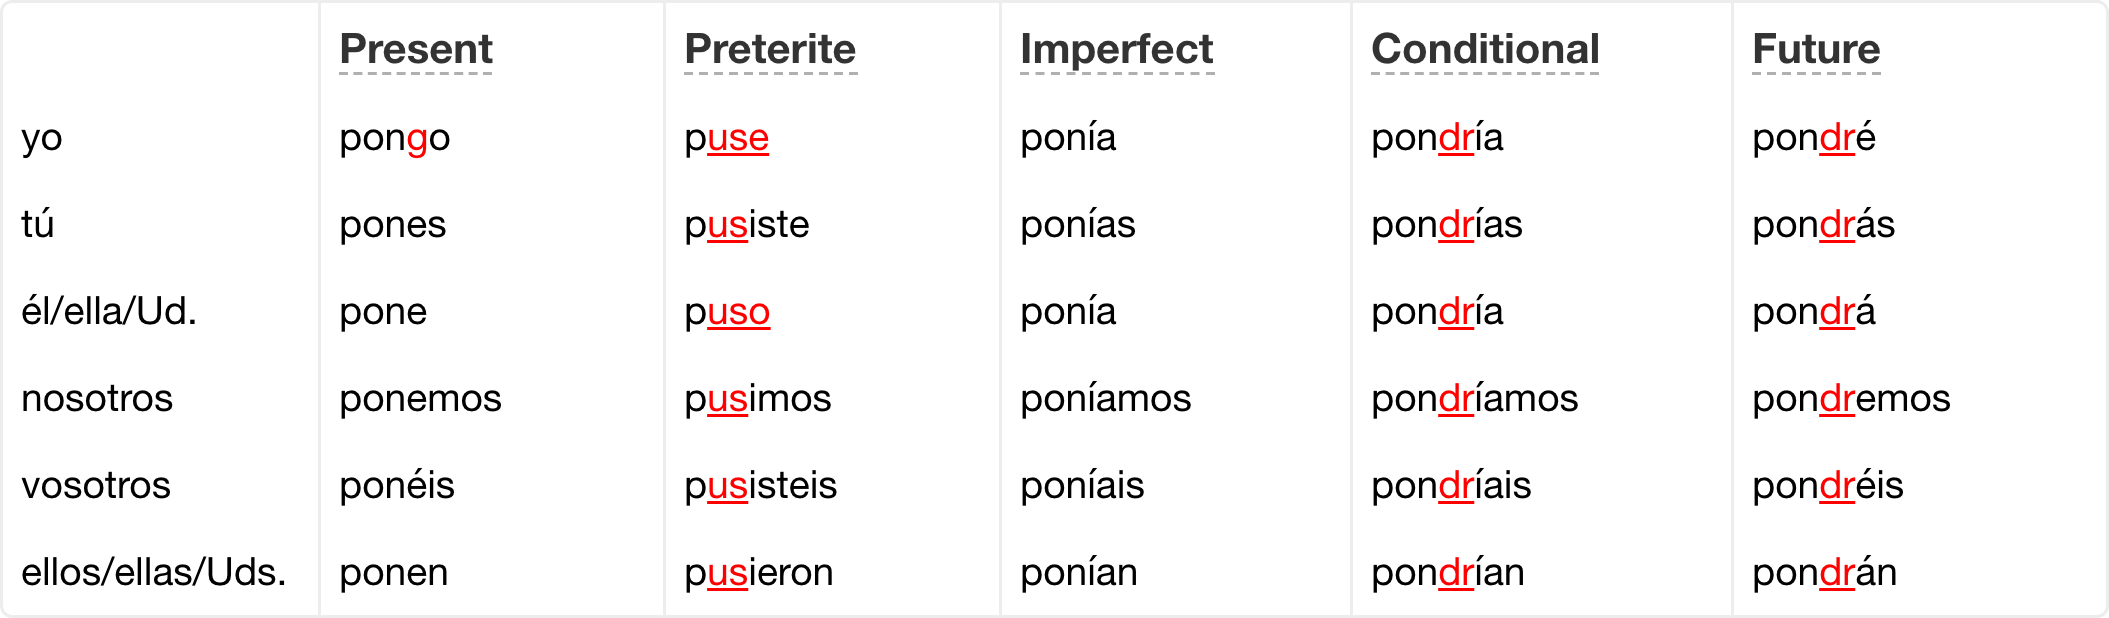 Present Preterite Imperfect Conditional Future
yo pongo puse ponía pondría pondré
tú pones pusiste ponías pondrías pondrás
él/ella/Ud. pone puso ponía pondría pondrá
nosotros ponemos pusimos poníamos pondríamos pondremos
vosotros ponéis pusisteis poníais pondríais pondréis
ellos/ellas/Uds. ponen pusieron ponían pondrían pondrán